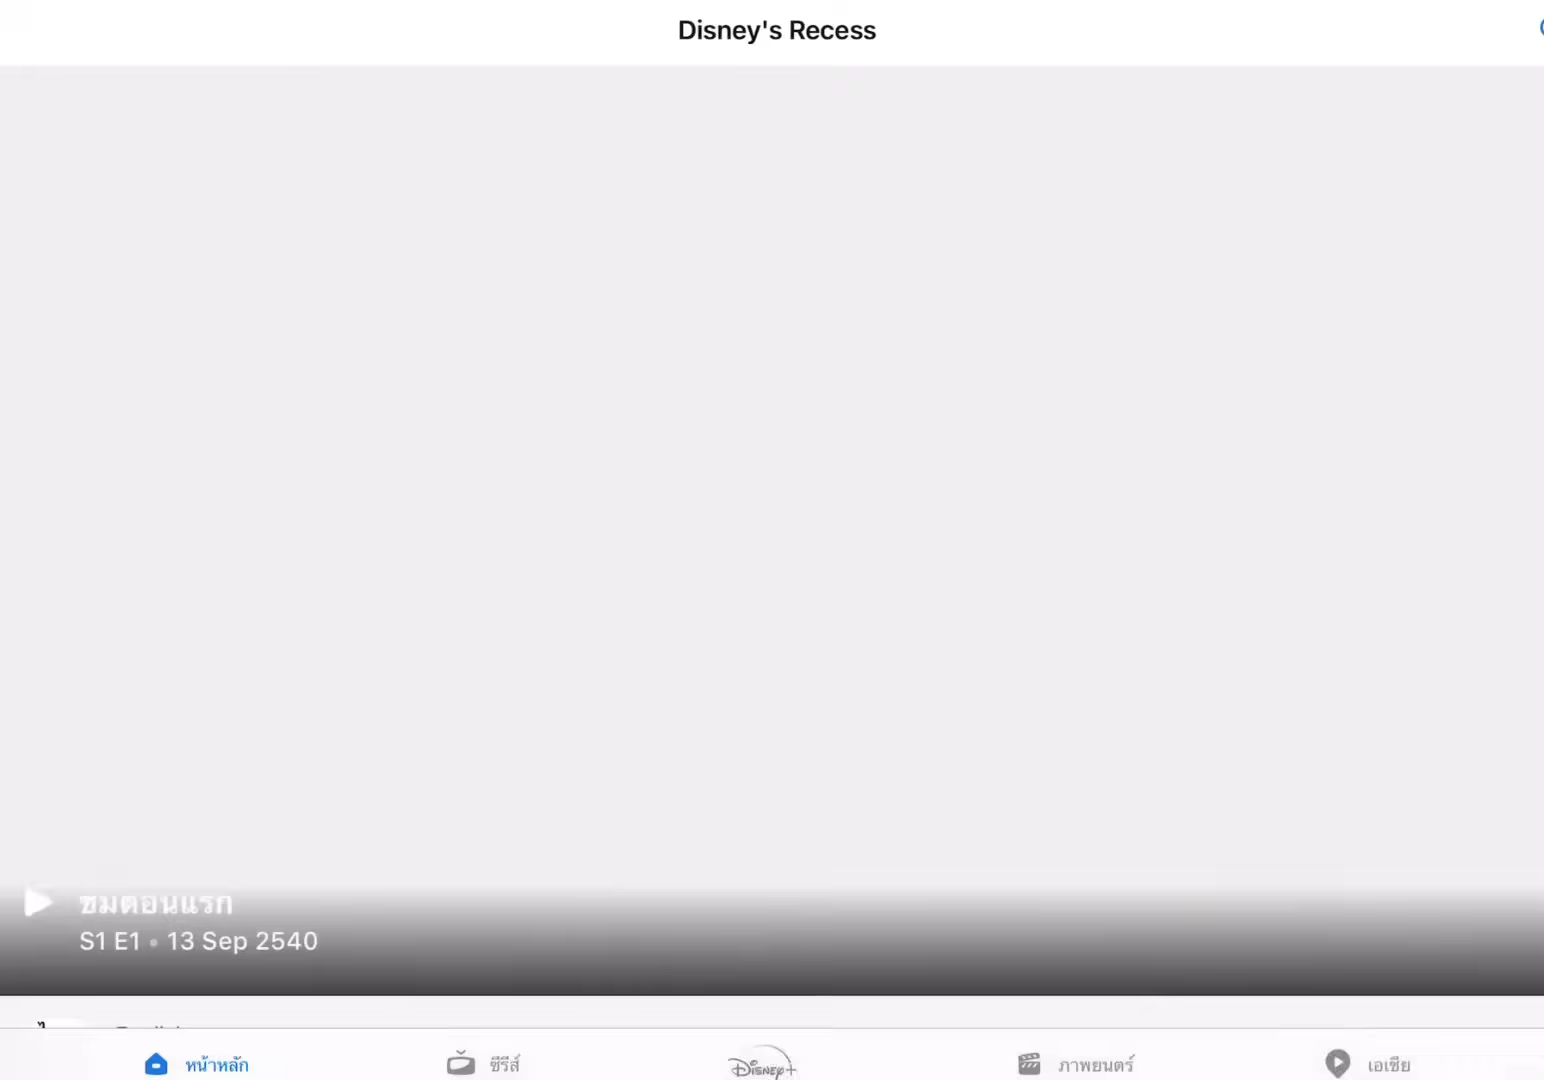 Disney's Recess
ชมตอนแรก
S1 E1 • 13 Sep 2540
หน้าหลัก
ซีรีส์
Disney+
ภาพยนตร์
เอเชีย